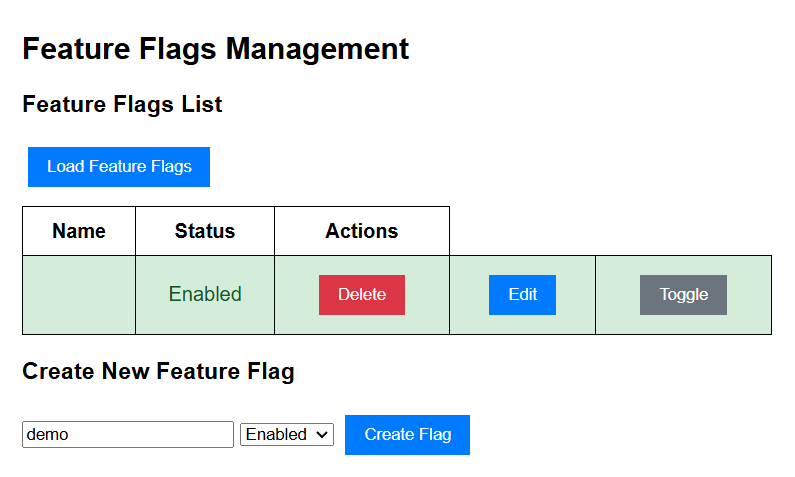 Feature Flags Management
Feature Flags List
Load Feature Flags
Name Status Actions
Enabled Delete Edit Toggle
Create New Feature Flag
demo Enabled Create Flag